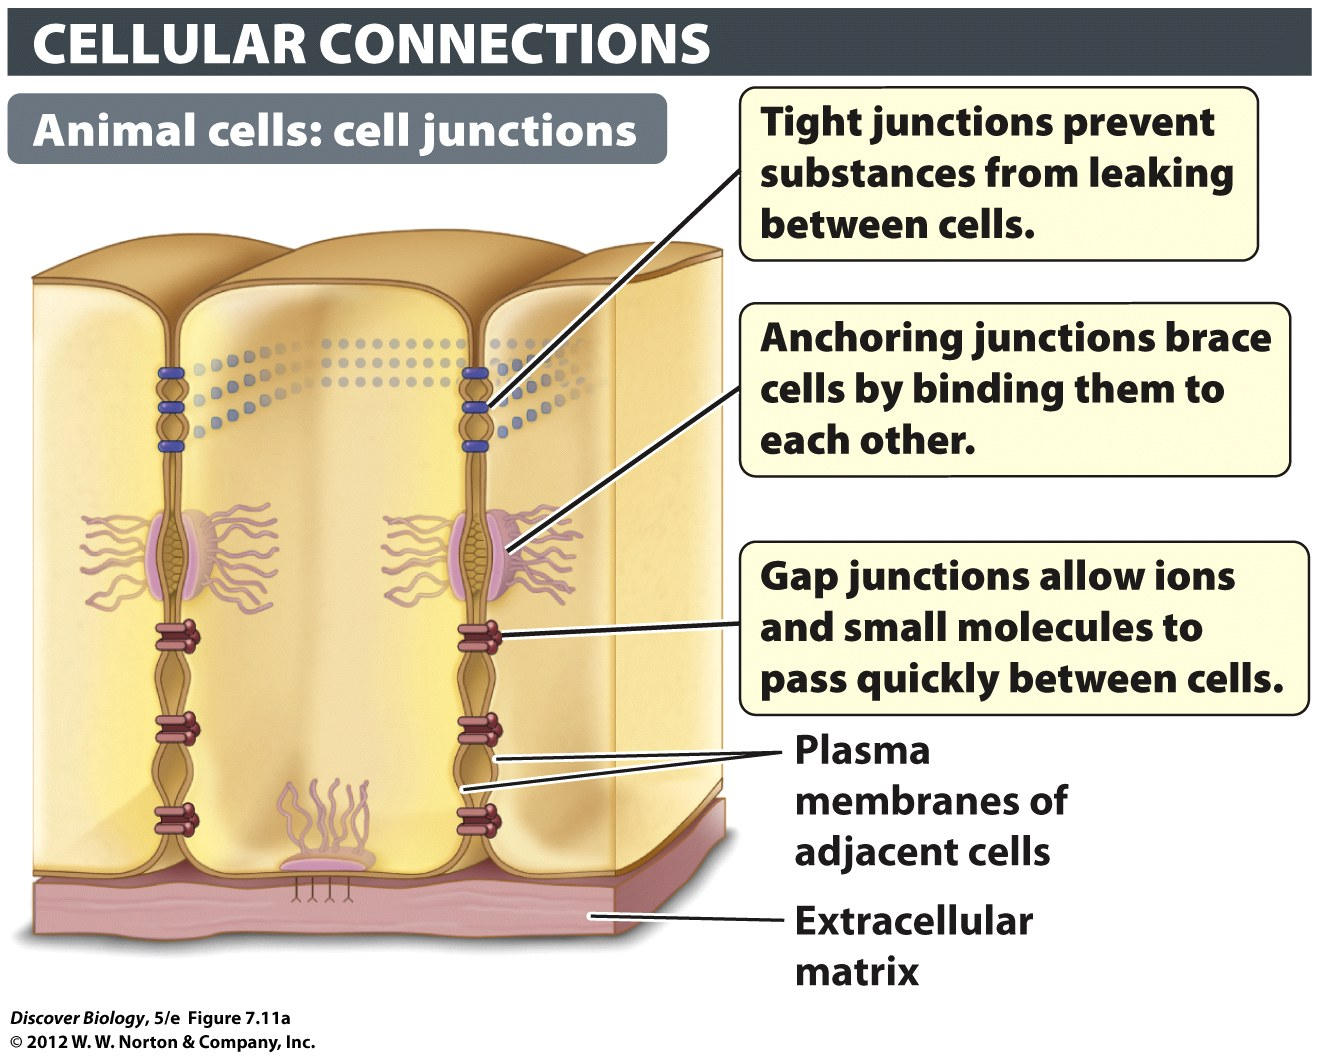 CELLULAR CONNECTIONS
Animal cells: cell junctions
Tight junctions prevent
substances from leaking
between cells.
Anchoring junctions brace
cells by binding them to
each other.
Gap junctions allow ions
and small molecules to
pass quickly between cells.
Plasma
membranes of
adjacent cells
Extracellular
matrix
Discover Biology, 5/e Figure 7.11a
© 2012 W. W. Norton & Company, Inc.